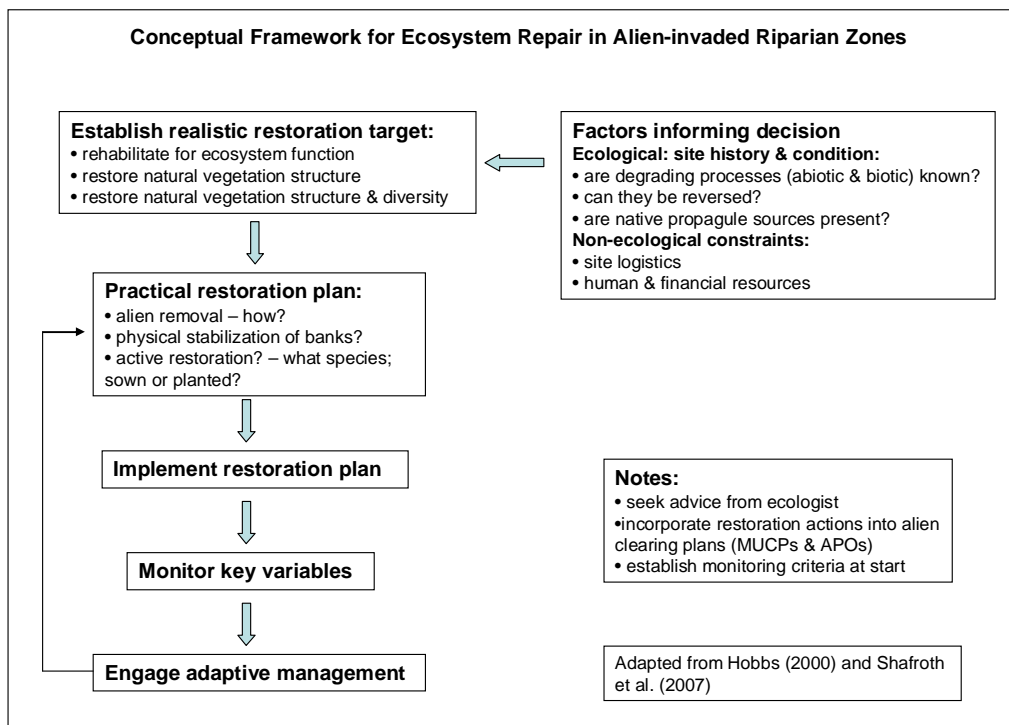 Conceptual Framework for Ecosystem Repair in Alien-invaded Riparian Zones
Establish realistic restoration target:
• rehabilitate for ecosystem function
• restore natural vegetation structure
• restore natural vegetation structure & diversity
Factors informing decision
Ecological: site history & condition:
• are degrading processes (abiotic & biotic) known?
• can they be reversed?
• are native propagule sources present?
Non-ecological constraints:
• site logistics
• human & financial resources
Practical restoration plan:
• alien removal – how?
• physical stabilization of banks?
• active restoration? – what species;
sown or planted?
Implement restoration plan
Monitor key variables
Engage adaptive management
Notes:
• seek advice from ecologist
•incorporate restoration actions into alien
clearing plans (MUCPs & APOs)
• establish monitoring criteria at start
Adapted from Hobbs (2000) and Shafroth
et al. (2007)